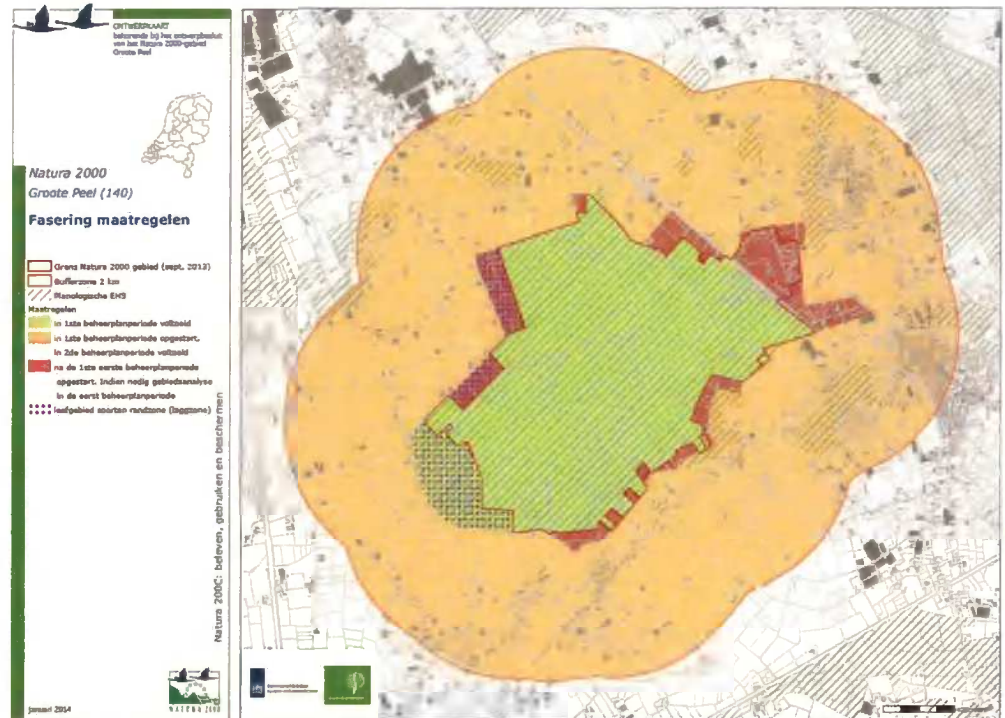 ONTWERPKAART
behorende bij het ontwerpbesluit
van het Natura 2000-gebied
Groote Peel
Natura 2000
Groote Peel (140)
Fasering maatregelen
Grens Natura 2000 gebied (sept. 2013)
Bufferzone 2 km
Planologische EHS
Maatregelen
in 1ste beheerplanperiode voltooid
in 1ste beheerplanperiode opgestart,
in 2de beheerplanperiode voltooid
na de 1ste eerste beheerplanperiode
opgestart. Indien nodig gebiedsanalyse
in de eerst beheerplanperiode
leefgebied soorten randzone (laggzone)
Natura 2000: beleven, gebruiken en beschermen
NATURA 2000
januari 2014